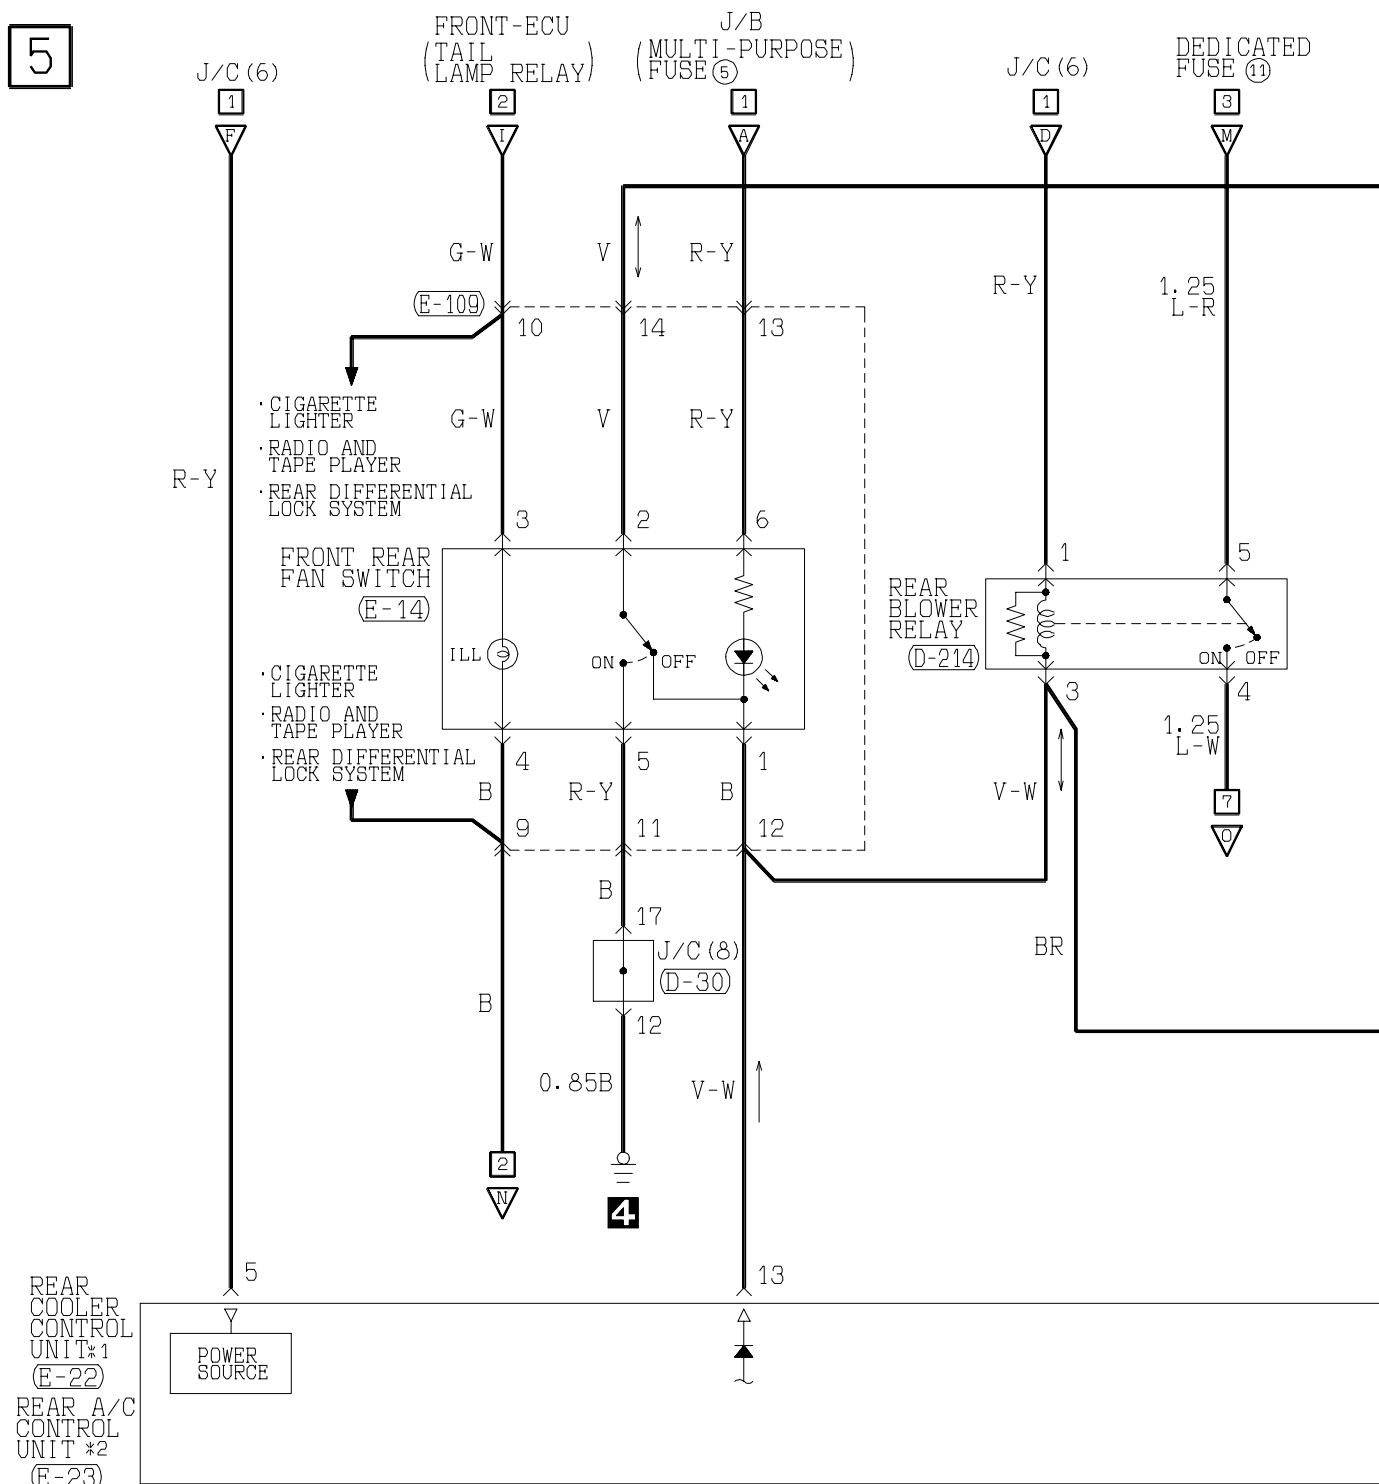 5
J/C(6)
1
F
FRONT-ECU
(TAIL
LAMP RELAY)
2
I
J/B
(MULTI-PURPOSE
FUSE⑤)
1
A
J/C(6)
1
D
DEDICATED
FUSE ⑪
3
M
G-W
V
R-Y
R-Y
1.25
L-R
E-109
10
14
13
· CIGARETTE
LIGHTER
· RADIO AND
TAPE PLAYER
· REAR DIFFERENTIAL
LOCK SYSTEM
G-W
V
R-Y
R-Y
3
2
6
1
5
FRONT REAR
FAN SWITCH
E-14
ILL
ON
OFF
REAR
BLOWER
RELAY
D-214
ON
OFF
· CIGARETTE
LIGHTER
· RADIO AND
TAPE PLAYER
· REAR DIFFERENTIAL
LOCK SYSTEM
4
5
1
3
4
B
R-Y
B
V-W
1.25
L-W
7
O
9
11
12
B
17
J/C(8)
D-30
12
BR
B
0.85B
V-W
2
N
4
5
13
REAR
COOLER
CONTROL
UNIT*1
E-22
REAR A/C
CONTROL
UNIT *2
E-23
POWER
SOURCE